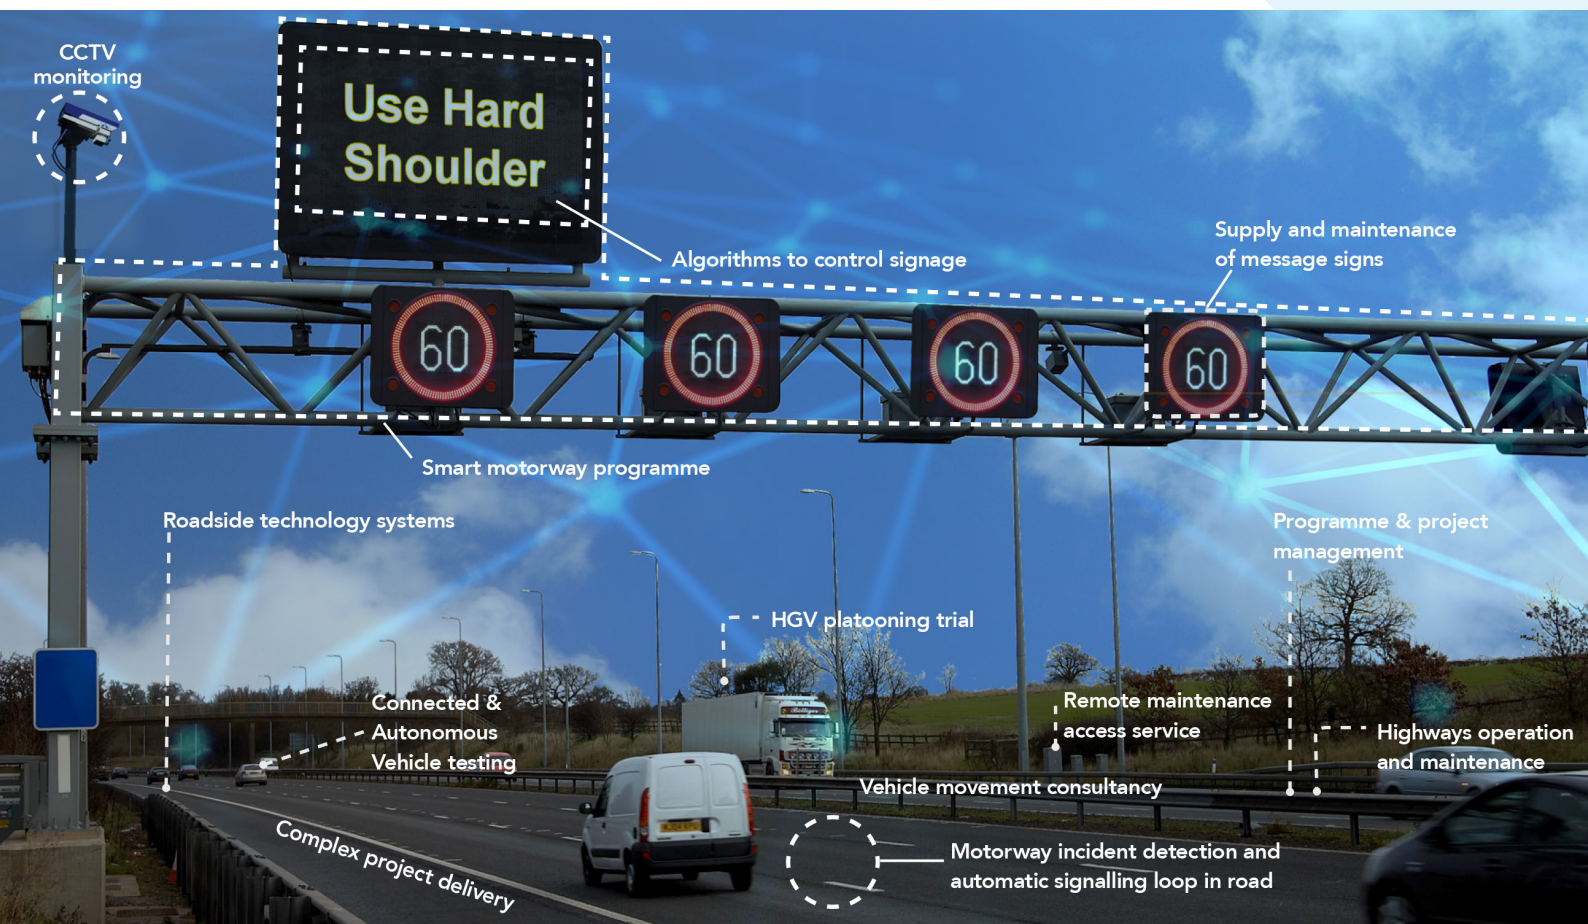 CCTV
monitoring
Use Hard
Shoulder
Algorithms to control signage
Supply and maintenance
of message signs
60
60
60
60
Smart motorway programme
Roadside technology systems
Programme & project
management
HGV platooning trial
Connected &
Autonomous
Vehicle testing
Remote maintenance
access service
Highways operation
and maintenance
Vehicle movement consultancy
Complex project delivery
Motorway incident detection and
automatic signalling loop in road